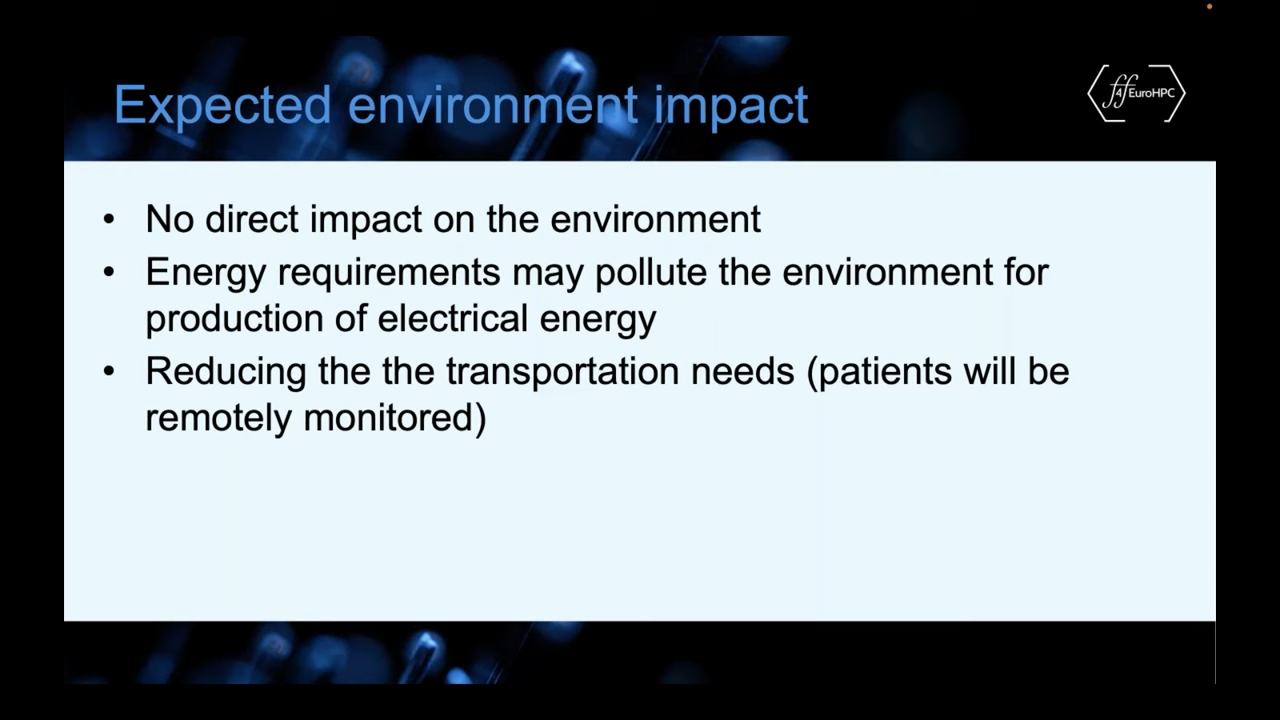 Expected environment impact
ff4EuroHPC
• No direct impact on the environment
• Energy requirements may pollute the environment for
production of electrical energy
• Reducing the the transportation needs (patients will be
remotely monitored)